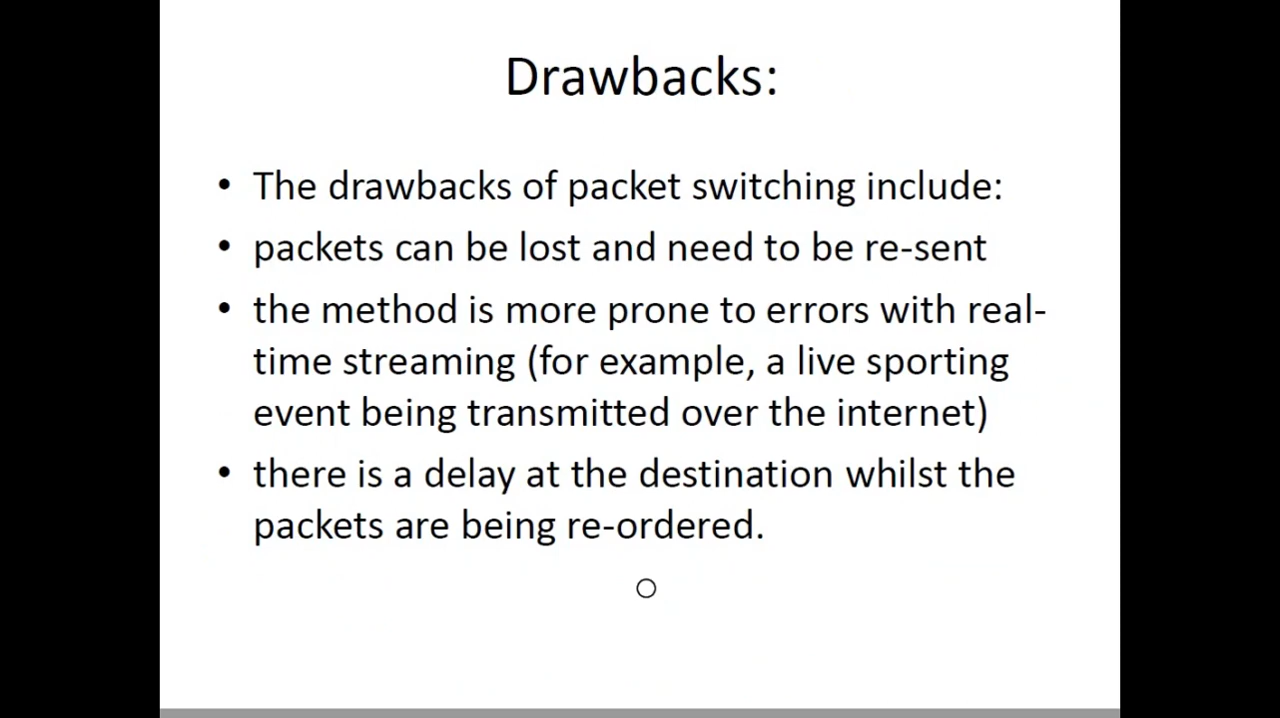 Drawbacks:
• The drawbacks of packet switching include:
• packets can be lost and need to be re-sent
• the method is more prone to errors with real-
time streaming (for example, a live sporting
event being transmitted over the internet)
• there is a delay at the destination whilst the
packets are being re-ordered.